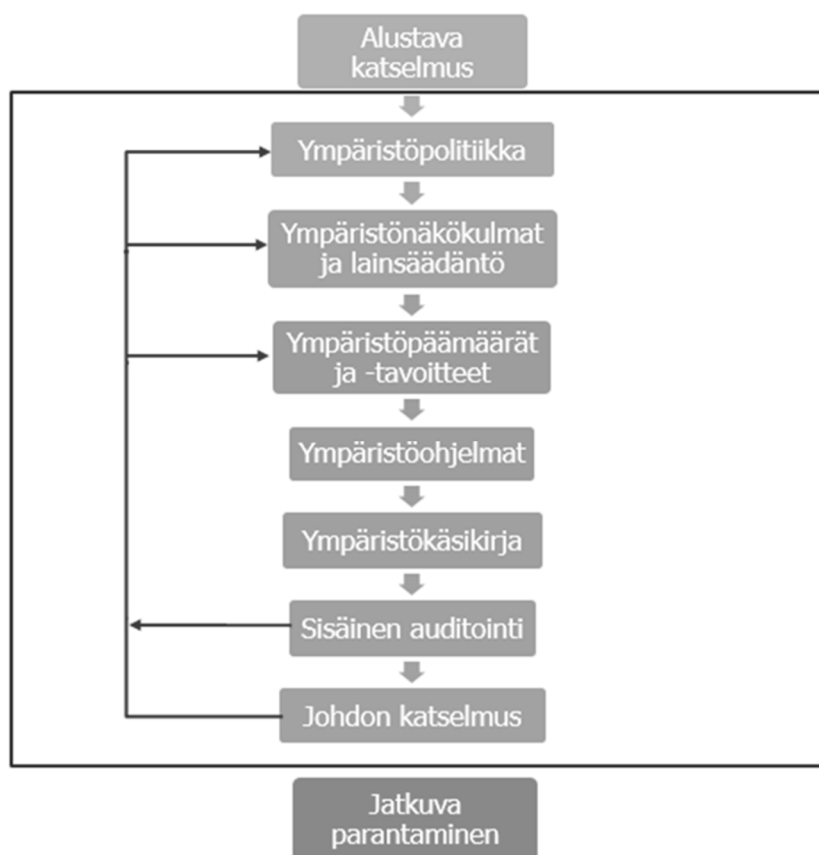 Alustava
katselmus
Ympäristöpolitiikka
Ympäristönäkökulmat
ja lainsäädäntö
Ympäristöpäämäärät
ja -tavoitteet
Ympäristöohjelmat
Ympäristökäsikirja
Sisäinen auditointi
Johdon katselmus
Jatkuva
parantaminen